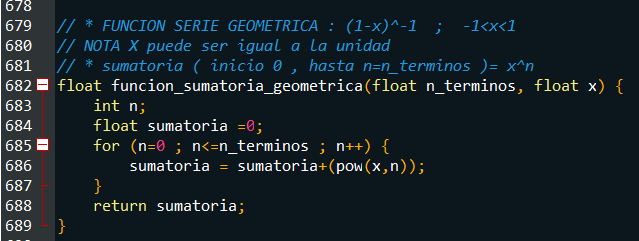 678
679 // * FUNCION SERIE GEOMETRICA : (1-x)^-1  ;  -1<x<1
680 // NOTA X puede ser igual a la unidad
681 // * sumatoria ( inicio 0 , hasta n=n_terminos )= x^n
682 float funcion_sumatoria_geometrica(float n_terminos, float x) {
683     int n;
684     float sumatoria =0;
685     for (n=0 ; n<=n_terminos ; n++) {
686         sumatoria = sumatoria+(pow(x,n));
687     }
688     return sumatoria;
689 }